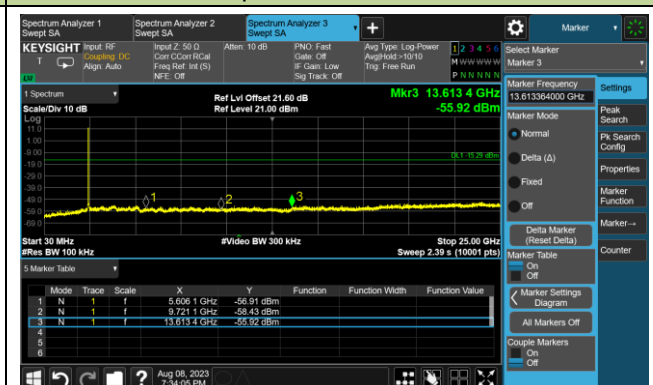 Spectrum Analyzer 1
Swept SA
Spectrum Analyzer 2
Swept SA
Spectrum Analyzer 3
Swept SA
Marker
KEYSIGHT
T
LW
Input: RF
Coupling: DC
Align: Auto
Input Z: 50 Ω
Corr CCorr RCal
Freq Ref: Int (S)
NFE: Off
Atten: 10 dB
PNO: Fast
Gate: Off
IF Gain: Low
Sig Track: Off
Avg Type: Log-Power
Avg|Hold:>10/10
Trig: Free Run
1 2 3 4 5 6
M W W W W W
P N N N N N
1 Spectrum
Scale/Div 10 dB
Log
Ref Lvl Offset 21.60 dB
Ref Level 21.00 dBm
Mkr3 13.613 4 GHz
-55.92 dBm
11.0
1.00
-9.00
-19.0
-29.0
-39.0
-49.0
-59.0
-69.0
DL1 -15.29 dBm
1
2
3
Start 30 MHz
#Res BW 100 kHz
#Video BW 300 kHz
Stop 25.00 GHz
Sweep 2.39 s (10001 pts)
5 Marker Table
Mode Trace Scale X Y Function Function Width Function Value
1 N 1 f 5.606 1 GHz -56.91 dBm
2 N 1 f 9.721 1 GHz -58.43 dBm
3 N 1 f 13.613 4 GHz -55.92 dBm
4
5
6
Aug 08, 2023
7:34:05 PM
Select Marker
Marker 3
Marker Frequency
13.613364000 GHz
Marker Mode
Normal
Delta (Δ)
Fixed
Off
Delta Marker
(Reset Delta)
Marker Table
On
Off
Marker Settings
Diagram
All Markers Off
Couple Markers
On
Off
Settings
Peak
Search
Pk Search
Config
Properties
Marker
Function
Marker→
Counter